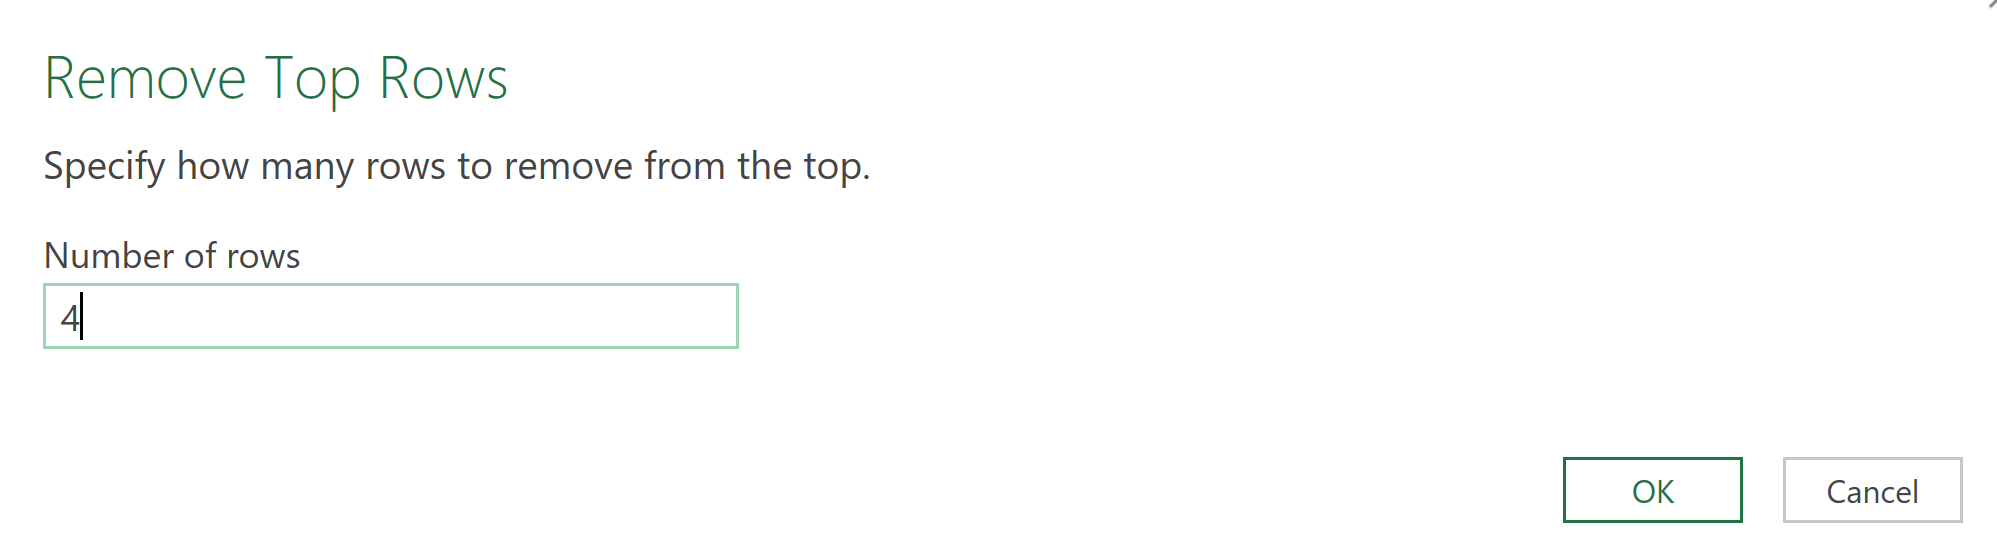 Remove Top Rows
Specify how many rows to remove from the top.
Number of rows
4
OK
Cancel